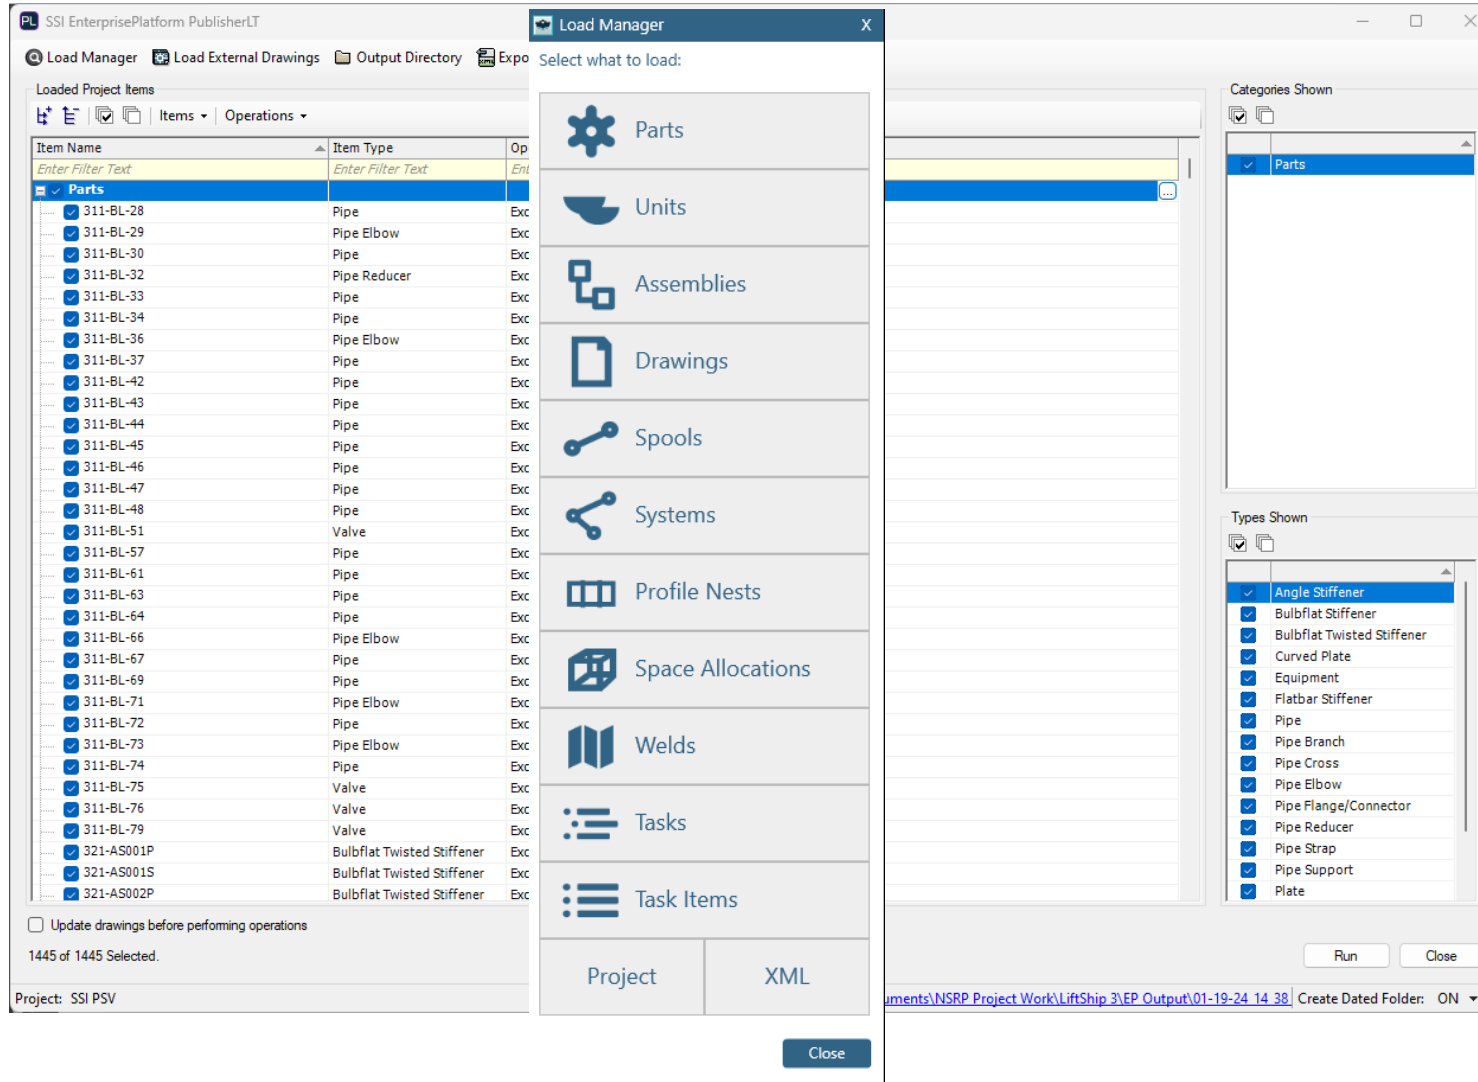 SSI EnterprisePlatform PublisherLT
Load Manager Load External Drawings Output Directory Expo
Loaded Project Items
Items Operations
Item Name Item Type Op
Enter Filter Text Enter Filter Text Ent
Parts ...
311-BL-28 Pipe Exc
311-BL-29 Pipe Elbow Exc
311-BL-30 Pipe Exc
311-BL-32 Pipe Reducer Exc
311-BL-33 Pipe Exc
311-BL-34 Pipe Exc
311-BL-36 Pipe Elbow Exc
311-BL-37 Pipe Exc
311-BL-42 Pipe Exc
311-BL-43 Pipe Exc
311-BL-44 Pipe Exc
311-BL-45 Pipe Exc
311-BL-46 Pipe Exc
311-BL-47 Pipe Exc
311-BL-48 Pipe Exc
311-BL-51 Valve Exc
311-BL-57 Pipe Exc
311-BL-61 Pipe Exc
311-BL-63 Pipe Exc
311-BL-64 Pipe Exc
311-BL-66 Pipe Elbow Exc
311-BL-67 Pipe Exc
311-BL-69 Pipe Exc
311-BL-71 Pipe Elbow Exc
311-BL-72 Pipe Exc
311-BL-73 Pipe Elbow Exc
311-BL-74 Pipe Exc
311-BL-75 Valve Exc
311-BL-76 Valve Exc
311-BL-79 Valve Exc
321-AS001P Bulbflat Twisted Stiffener Exc
321-AS001S Bulbflat Twisted Stiffener Exc
321-AS002P Bulbflat Twisted Stiffener Exc
Update drawings before performing operations
1445 of 1445 Selected.
Project: SSI PSV
Load Manager X
Select what to load:
Parts
Units
Assemblies
Drawings
Spools
Systems
Profile Nests
Space Allocations
Welds
Tasks
Task Items
Project XML
Close
Categories Shown
Parts
Types Shown
Angle Stiffener
Bulbflat Stiffener
Bulbflat Twisted Stiffener
Curved Plate
Equipment
Flatbar Stiffener
Pipe
Pipe Branch
Pipe Cross
Pipe Elbow
Pipe Flange/Connector
Pipe Reducer
Pipe Strap
Pipe Support
Plate
Run Close
uments\NSRP Project Work\LiftShip 3\EP Output\01-19-24 14 38 Create Dated Folder: ON